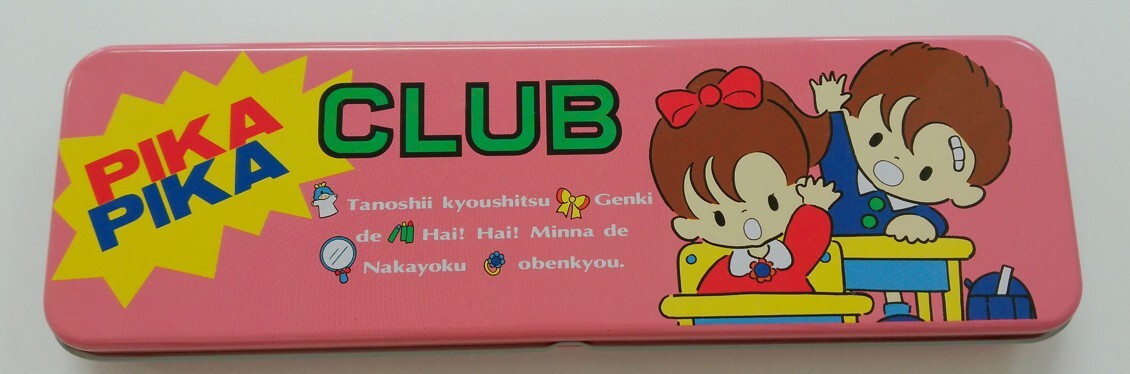 PIKA
PIKA
CLUB
Tanoshii kyoushitsu Genki
de Hai! Hai! Minna de
Nakayoku obenkyou.